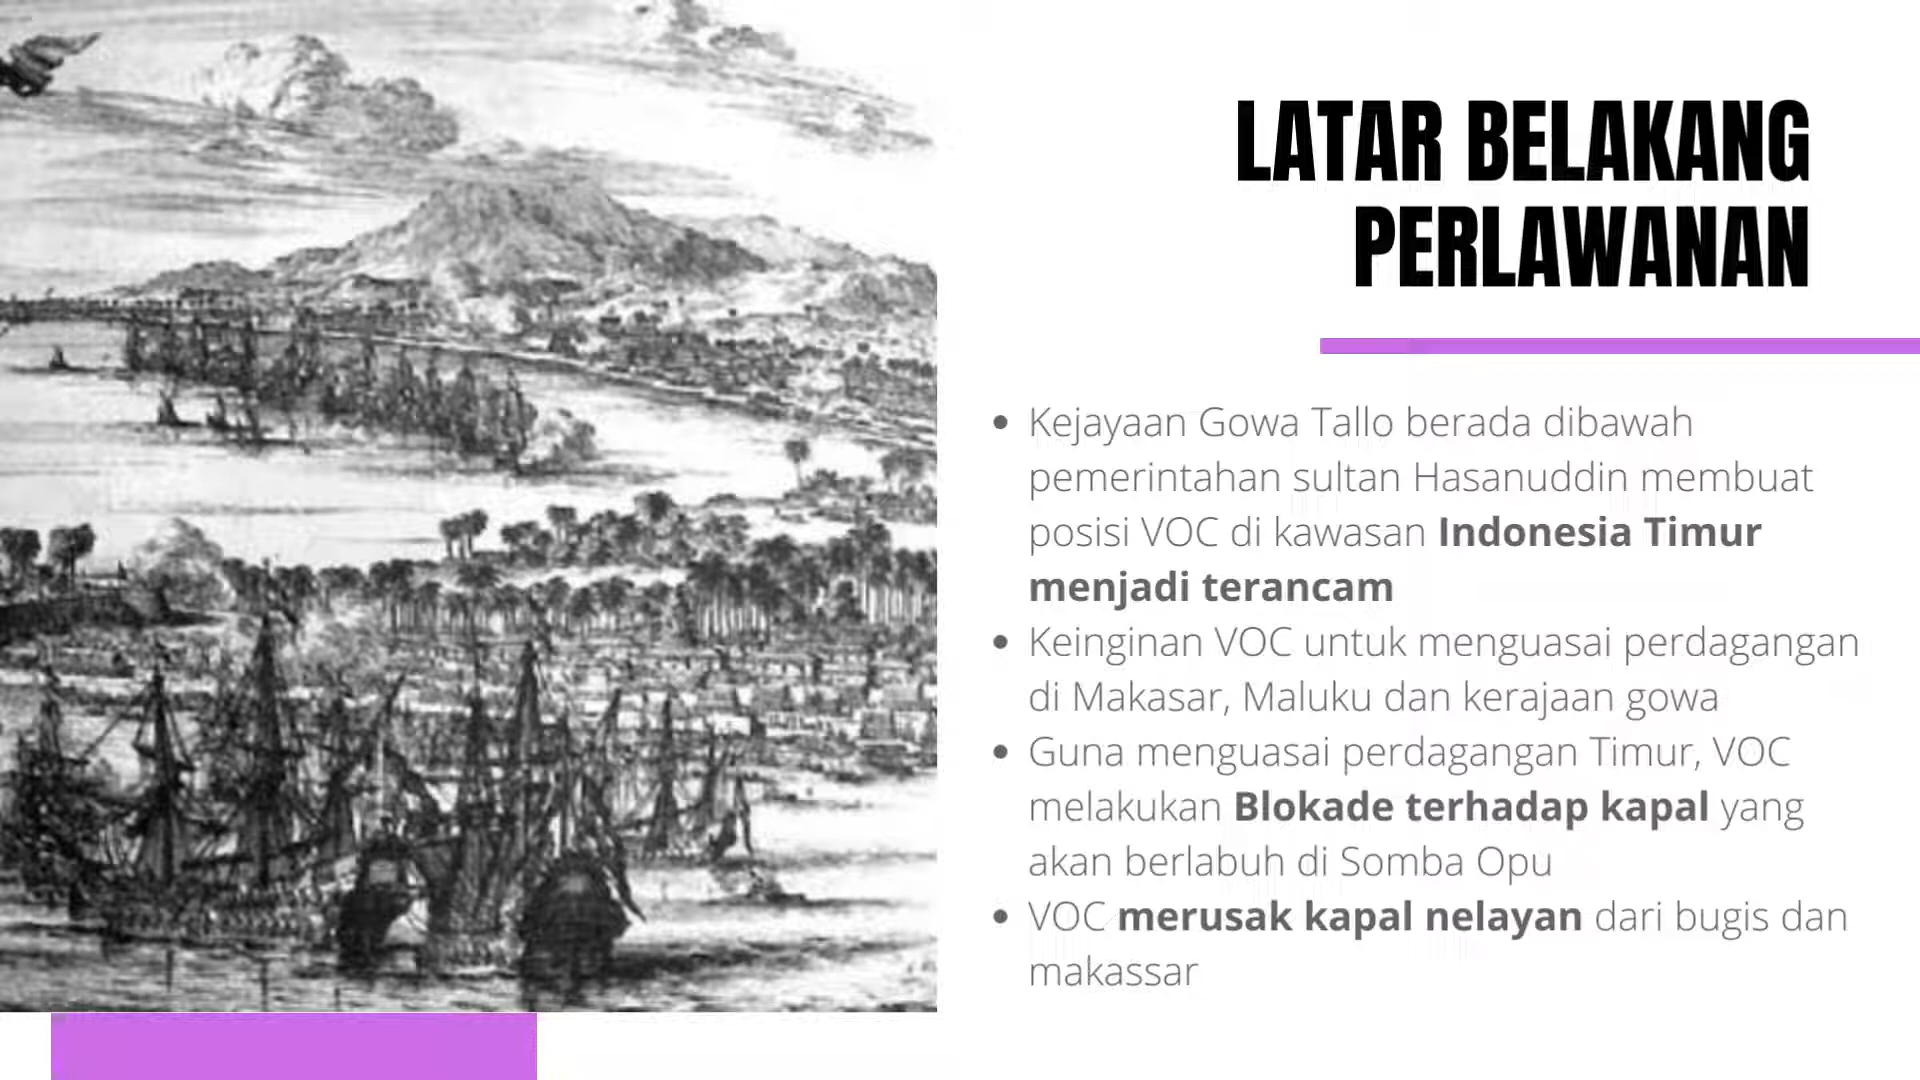 LATAR BELAKANG
PERLAWANAN
• Kejayaan Gowa Tallo berada dibawah
pemerintahan sultan Hasanuddin membuat
posisi VOC di kawasan Indonesia Timur
menjadi terancam
• Keinginan VOC untuk menguasai perdagangan
di Makasar, Maluku dan kerajaan gowa
• Guna menguasai perdagangan Timur, VOC
melakukan Blokade terhadap kapal yang
akan berlabuh di Somba Opu
• VOC merusak kapal nelayan dari bugis dan
makassar